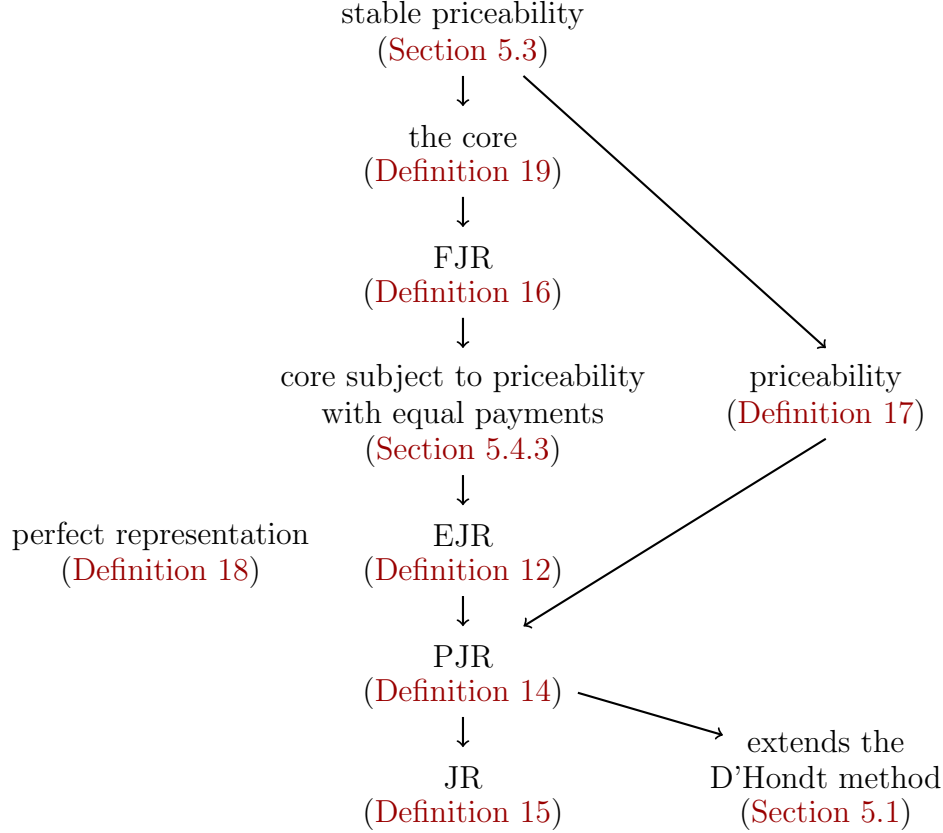 stable priceability
(Section 5.3)
the core
(Definition 19)
FJR
(Definition 16)
core subject to priceability
with equal payments
(Section 5.4.3)
priceability
(Definition 17)
perfect representation
(Definition 18)
EJR
(Definition 12)
PJR
(Definition 14)
extends the
D'Hondt method
(Section 5.1)
JR
(Definition 15)